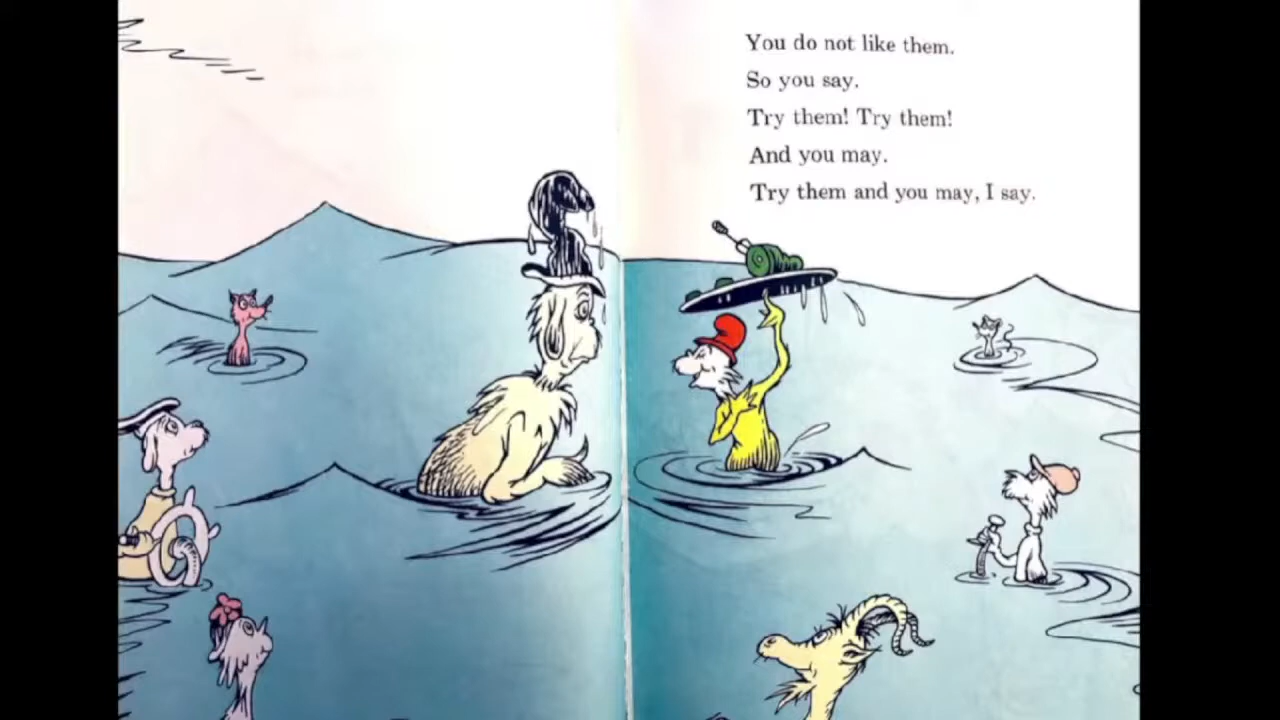 You do not like them.
So you say.
Try them! Try them!
And you may.
Try them and you may, I say.